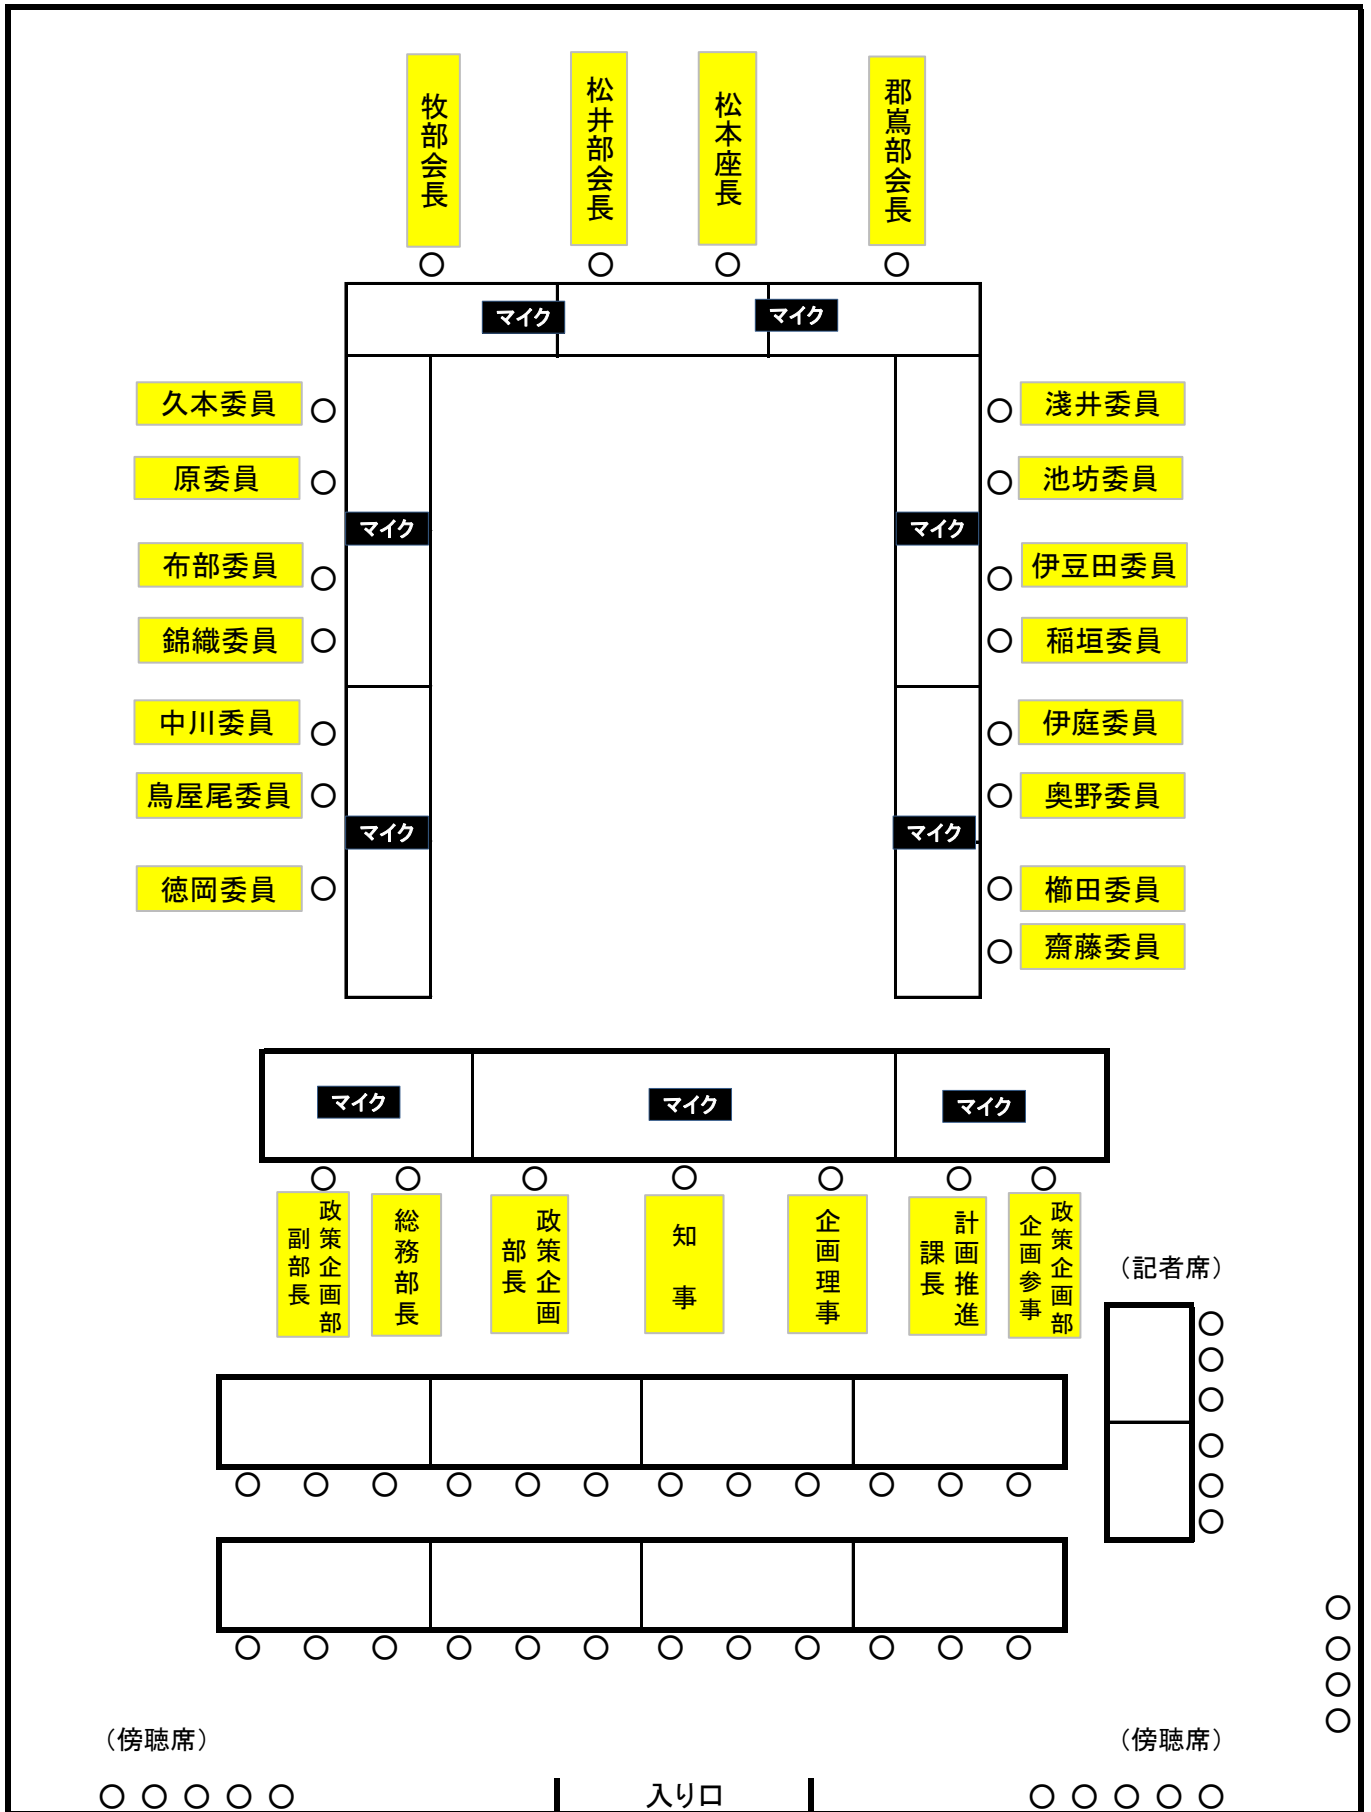 牧部会長
松井部会長
松本座長
郡嶌部会長
マイク
マイク
久本委員
淺井委員
原委員
池坊委員
マイク
マイク
布部委員
伊豆田委員
錦織委員
稲垣委員
中川委員
伊庭委員
鳥屋尾委員
奥野委員
マイク
マイク
徳岡委員
櫛田委員
齋藤委員
マイク
マイク
マイク
政策企画部
副部長
総務部長
政策企画
部長
知事
企画理事
計画推進
課長
政策企画部
企画参事
（記者席）
（傍聴席）
（傍聴席）
入り口